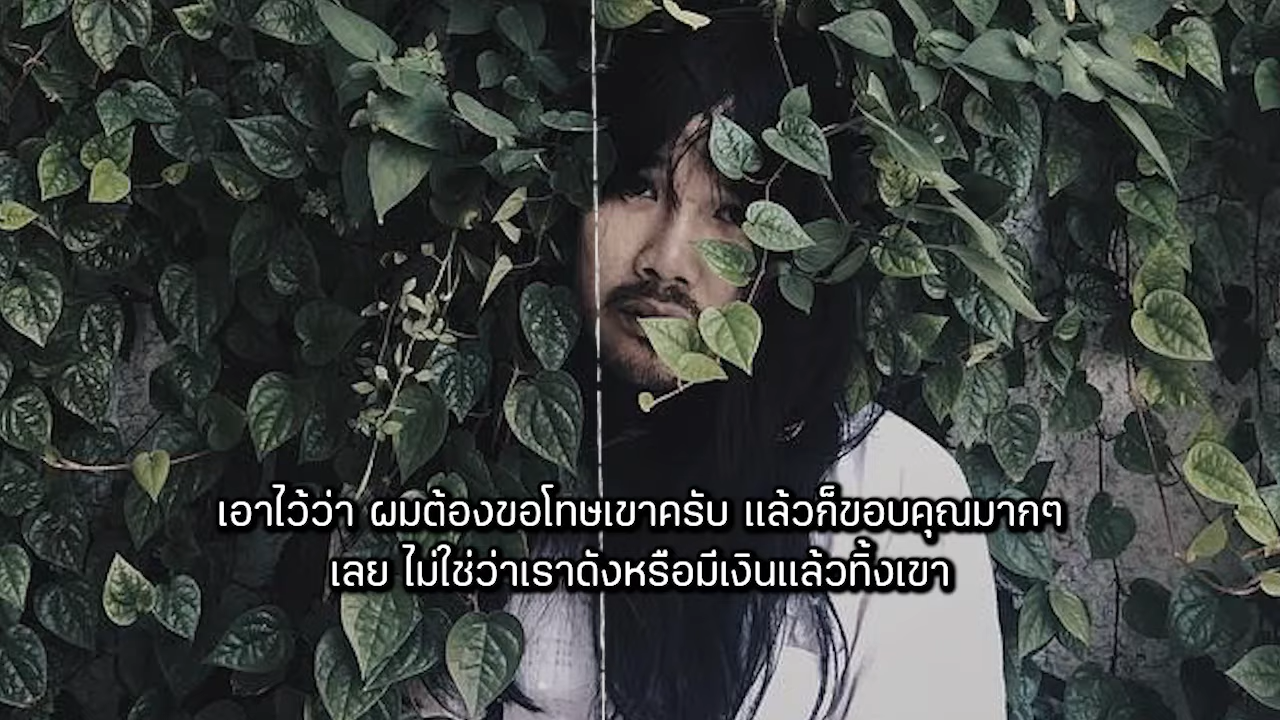 เอาไว้ว่า ผมต้องขอโทษเขาครับ แล้วก็ขอบคุณมากๆ
เลย ไม่ใช่ว่าเราดังหรือมีเงินแล้วทิ้งเขา